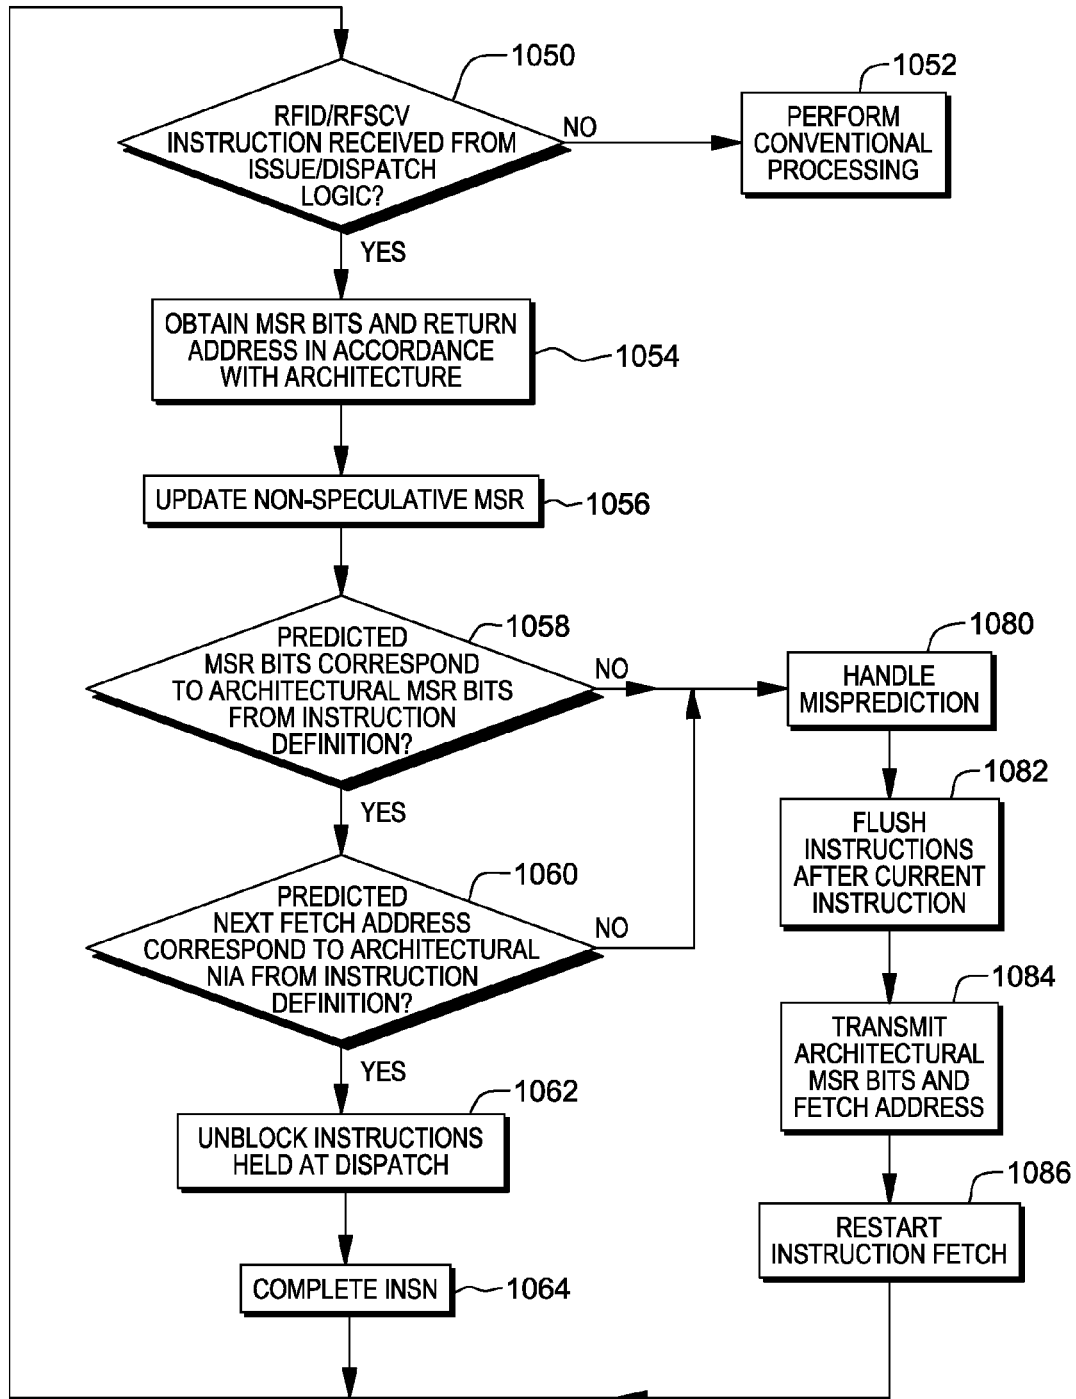 1050
RFID/RFSCV
INSTRUCTION RECEIVED FROM
ISSUE/DISPATCH
LOGIC?
NO
1052
PERFORM
CONVENTIONAL
PROCESSING
YES
OBTAIN MSR BITS AND RETURN
ADDRESS IN ACCORDANCE
WITH ARCHITECTURE
1054
UPDATE NON-SPECULATIVE MSR
1056
1058
PREDICTED
MSR BITS CORRESPOND
TO ARCHITECTURAL MSR BITS
FROM INSTRUCTION
DEFINITION?
NO
1080
HANDLE
MISPREDICTION
YES
1082
FLUSH
INSTRUCTIONS
AFTER CURRENT
INSTRUCTION
1060
PREDICTED
NEXT FETCH ADDRESS
CORRESPOND TO ARCHITECTURAL
NIA FROM INSTRUCTION
DEFINITION?
NO
1084
TRANSMIT
ARCHITECTURAL
MSR BITS AND
FETCH ADDRESS
YES
1062
UNBLOCK INSTRUCTIONS
HELD AT DISPATCH
1086
RESTART
INSTRUCTION FETCH
COMPLETE INSN
1064